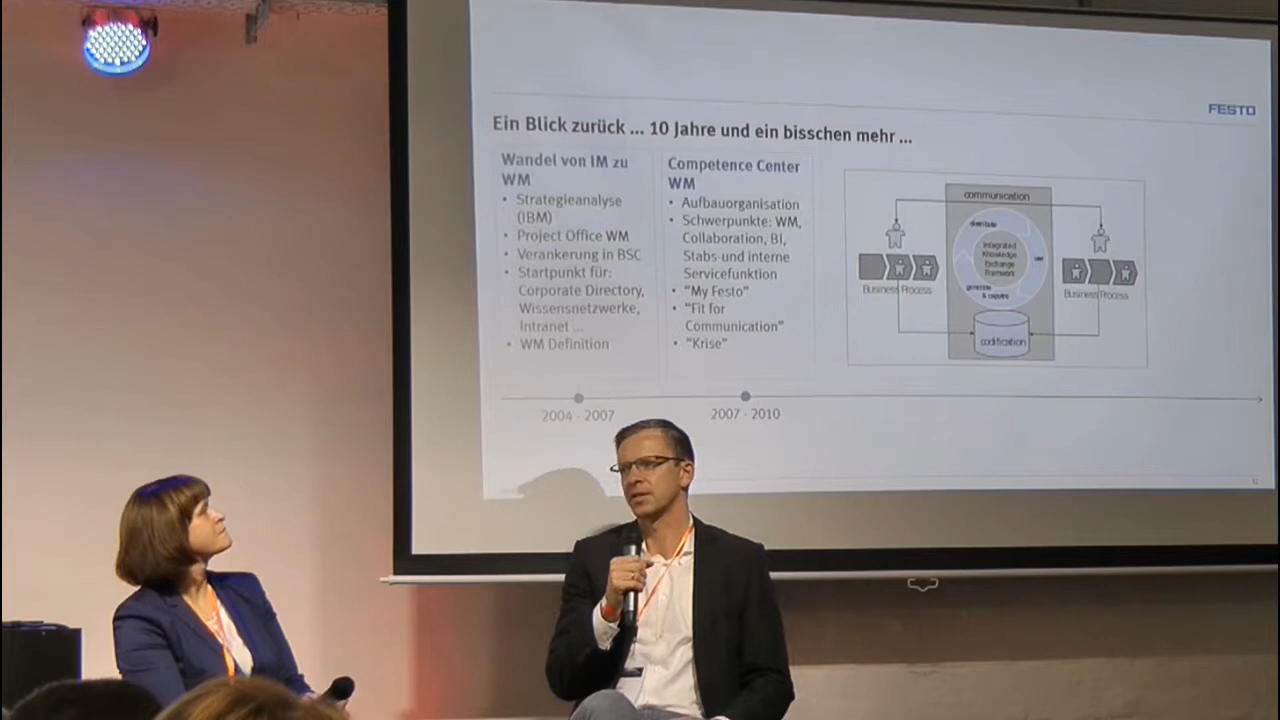 FESTO
Ein Blick zurück ... 10 Jahre und ein bisschen mehr ...
Wandel von IM zu
WM
• Strategieanalyse
(IBM)
• Project Office WM
• Verankerung in BSC
• Startpunkt für:
Corporate Directory,
Wissensnetzwerke,
Intranet ...
• WM Definition
Competence Center
WM
• Aufbauorganisation
• Schwerpunkte: WM,
Collaboration, BI,
Stabs-und interne
Servicefunktion
• "My Festo"
• "Fit for
Communication"
• "Krise"
communication
distribute
Integrated
Knowledge
Exchange
Framework
use
generate
& capture
Business Process
Business Process
codification
2004 - 2007
2007 - 2010